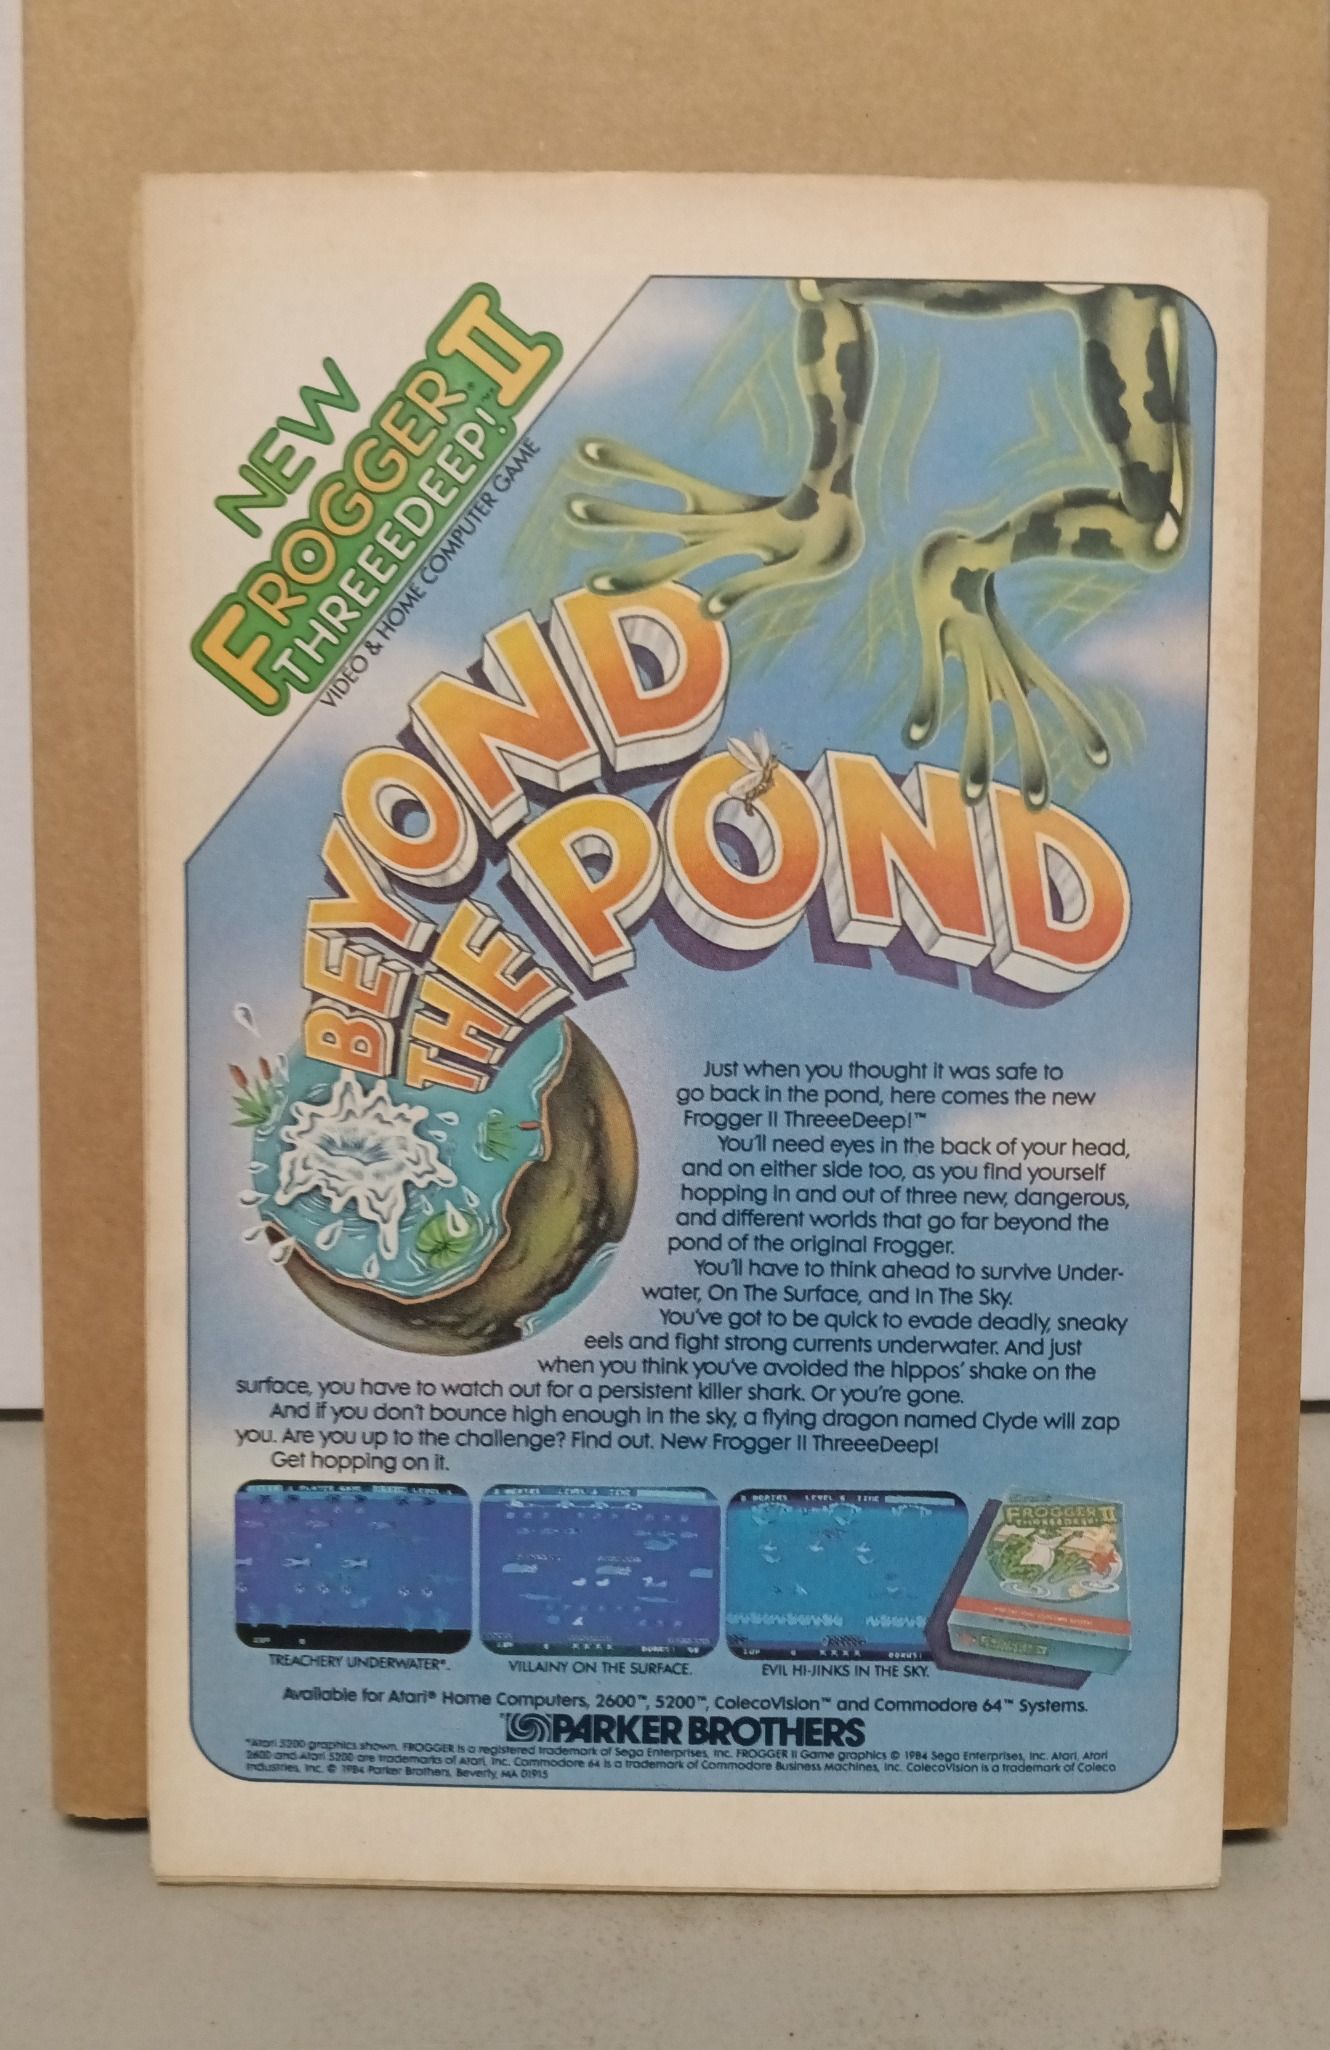 NEW
FROGGER® II
THREEEDEEP!™
VIDEO & HOME COMPUTER GAME
BEYOND
THE POND
Just when you thought it was safe to
go back in the pond, here comes the new
Frogger II ThreeeDeep!™
You'll need eyes in the back of your head,
and on either side too, as you find yourself
hopping in and out of three new, dangerous,
and different worlds that go far beyond the
pond of the original Frogger.
You'll have to think ahead to survive Under-
water, On The Surface, and In The Sky.
You've got to be quick to evade deadly, sneaky
eels and fight strong currents underwater. And just
when you think you've avoided the hippos' shake on the
surface, you have to watch out for a persistent killer shark. Or you're gone.
And if you don't bounce high enough in the sky, a flying dragon named Clyde will zap
you. Are you up to the challenge? Find out. New Frogger II ThreeeDeep!
Get hopping on it.
LEVEL 4 TIME
LEVEL 6 TIME
FROGGER II
TREACHERY UNDERWATER*.
VILLAINY ON THE SURFACE.
EVIL HI-JINKS IN THE SKY.
Available for Atari® Home Computers, 2600™, 5200™, ColecoVision™ and Commodore 64™ Systems.
PARKER BROTHERS
*Atari 5200 graphics shown. FROGGER is a registered trademark of Sega Enterprises, Inc. FROGGER II Game graphics © 1984 Sega Enterprises, Inc. Atari, Atari
2600 and Atari 5200 are trademarks of Atari, Inc. Commodore 64 is a trademark of Commodore Business Machines, Inc. ColecoVision is a trademark of Coleco
Industries, Inc. © 1984 Parker Brothers, Beverly, MA 01915